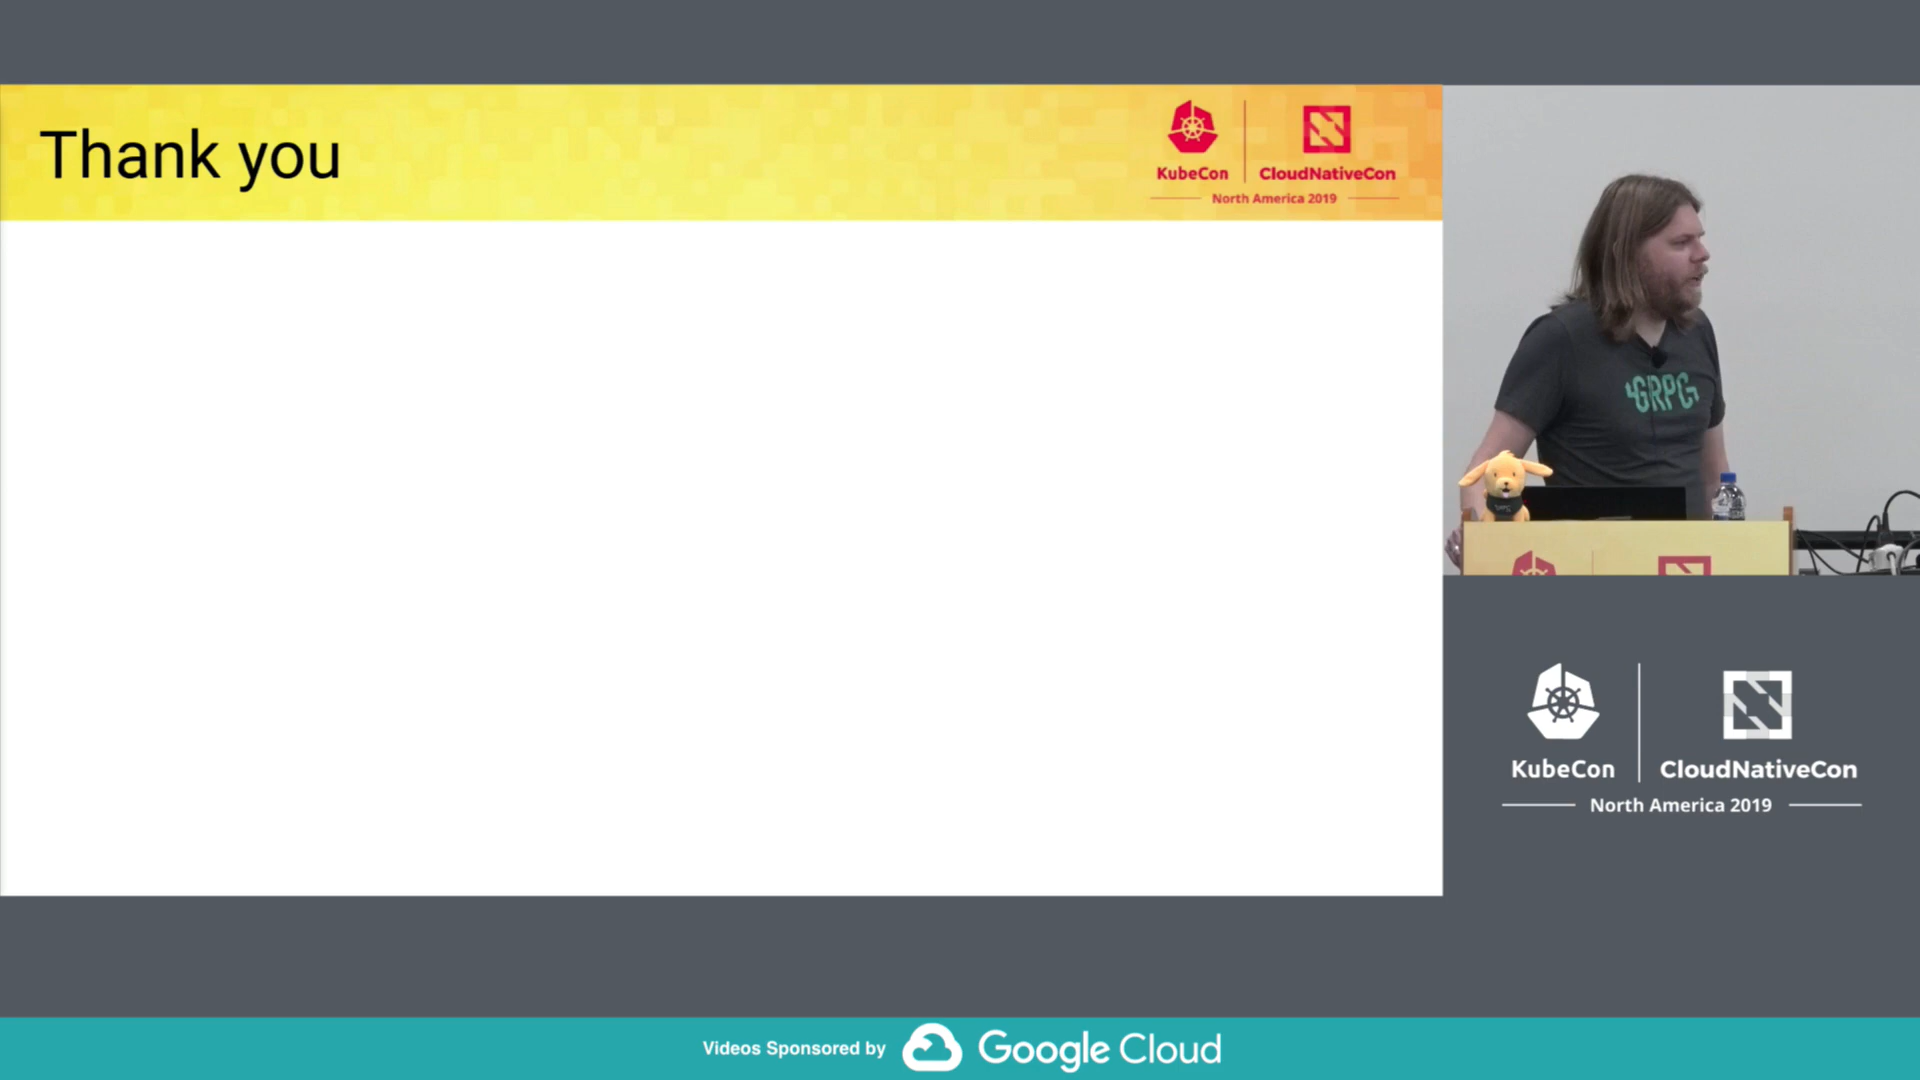 Thank you
KubeCon
CloudNativeCon
North America 2019
GRPC
KubeCon
CloudNativeCon
North America 2019
Videos Sponsored by
Google Cloud